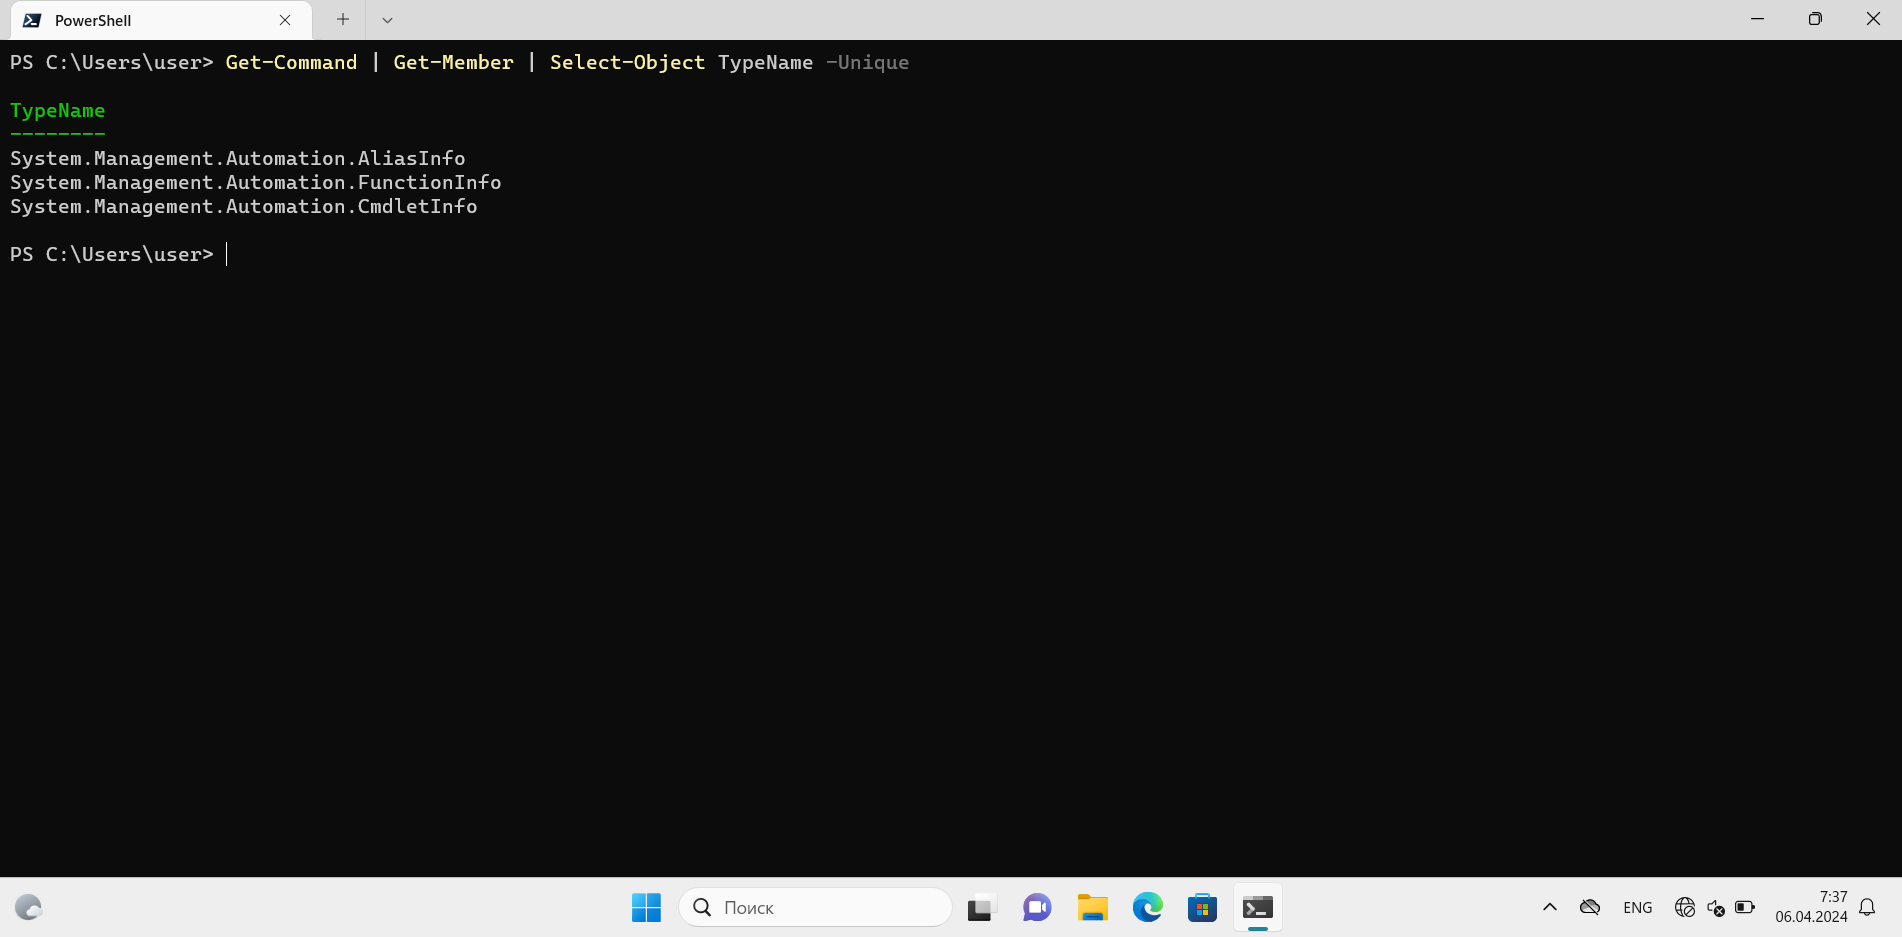 PowerShell
PS C:\Users\user> Get-Command | Get-Member | Select-Object TypeName -Unique
TypeName
--------
System.Management.Automation.AliasInfo
System.Management.Automation.FunctionInfo
System.Management.Automation.CmdletInfo
PS C:\Users\user>
Поиск
ENG
7:37
06.04.2024